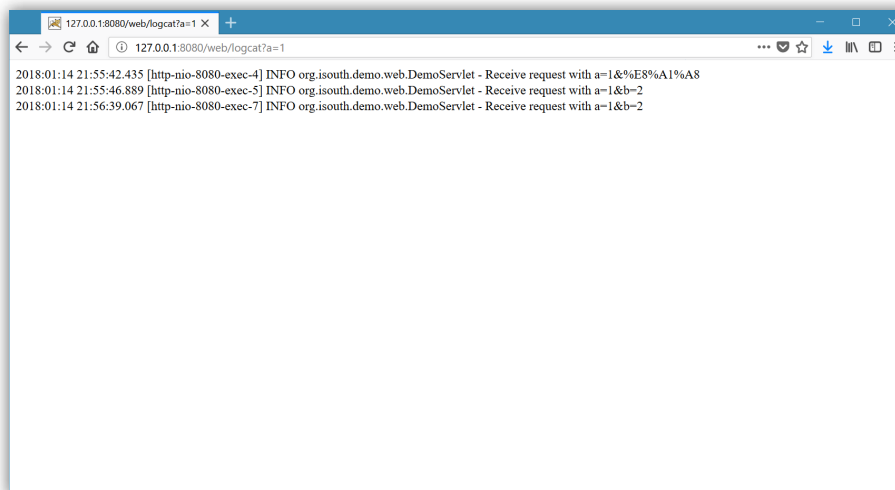 127.0.0.1:8080/web/logcat?a=1
127.0.0.1:8080/web/logcat?a=1
2018:01:14 21:55:42.435 [http-nio-8080-exec-4] INFO org.isouth.demo.web.DemoServlet - Receive request with a=1&%E8%A1%A8
2018:01:14 21:55:46.889 [http-nio-8080-exec-5] INFO org.isouth.demo.web.DemoServlet - Receive request with a=1&b=2
2018:01:14 21:56:39.067 [http-nio-8080-exec-7] INFO org.isouth.demo.web.DemoServlet - Receive request with a=1&b=2